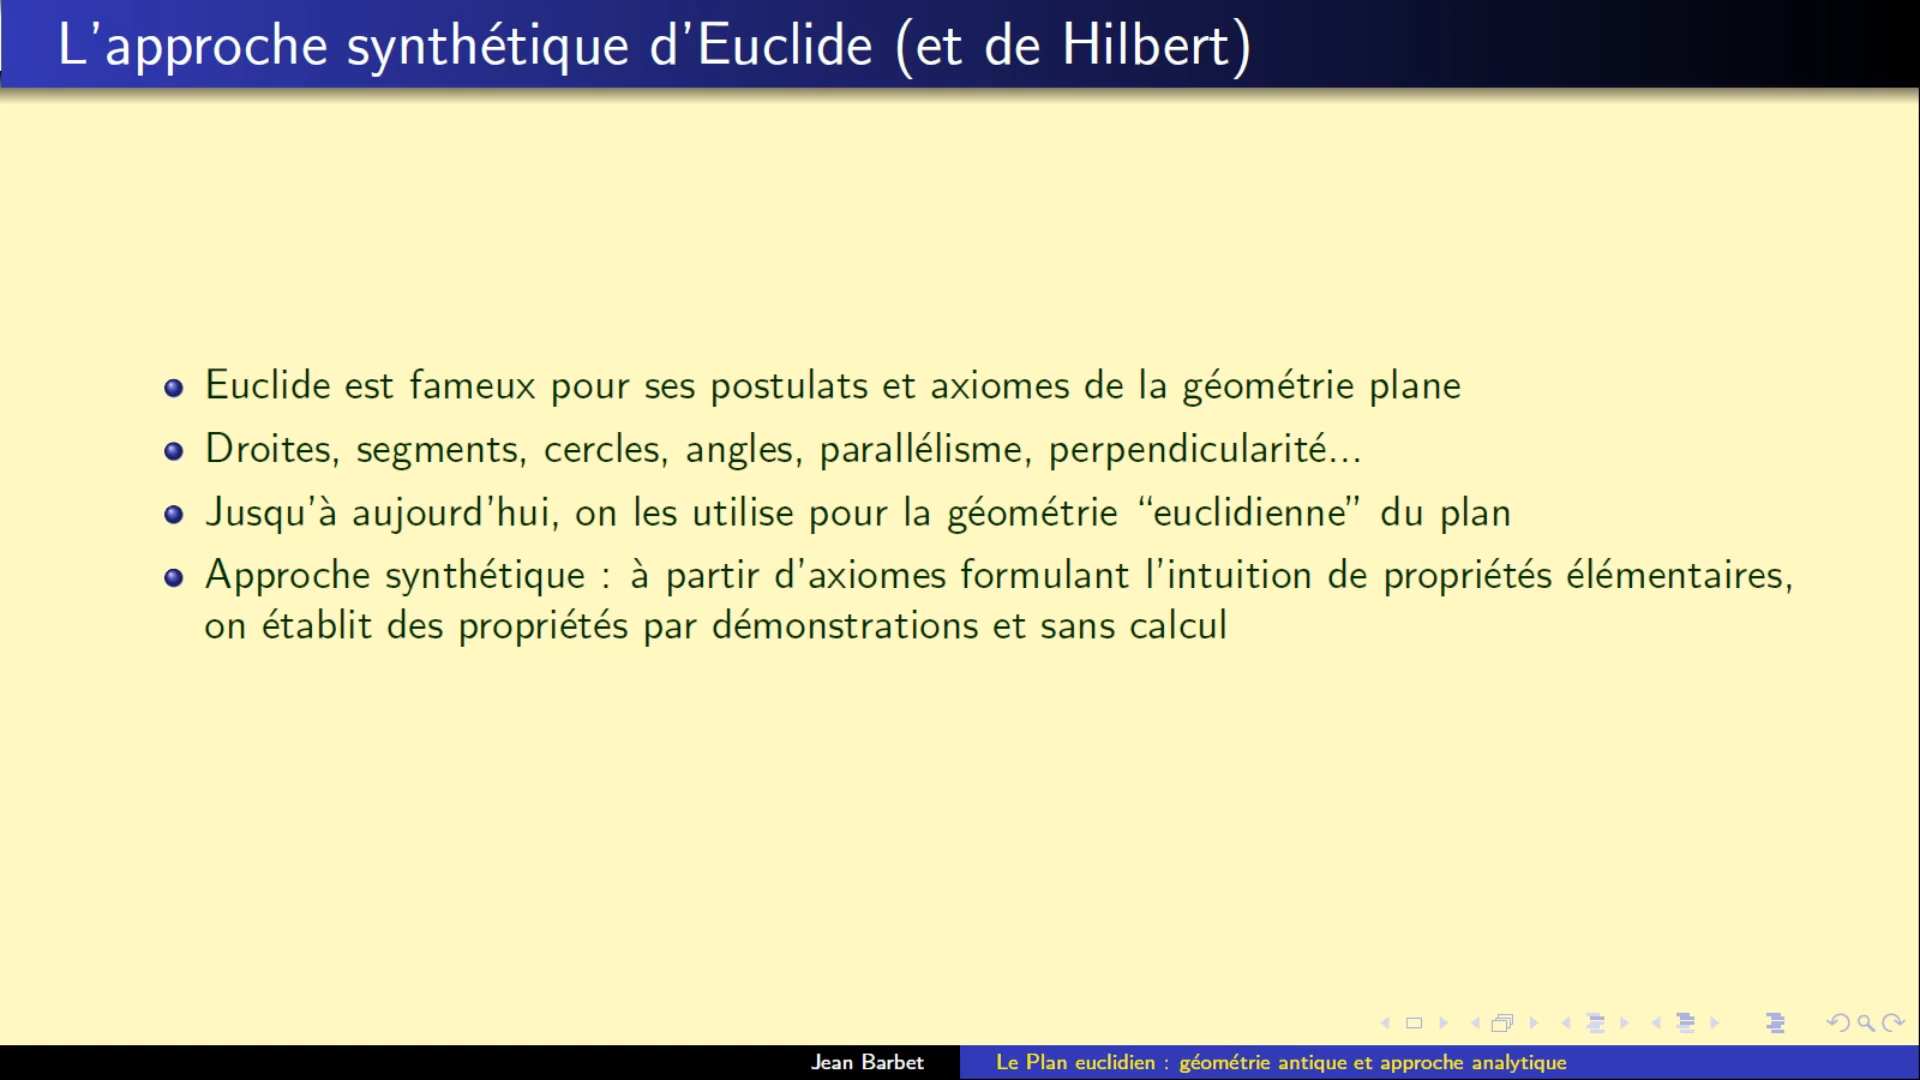 L'approche synthétique d'Euclide (et de Hilbert)
Euclide est fameux pour ses postulats et axiomes de la géométrie plane
Droites, segments, cercles, angles, parallélisme, perpendicularité...
Jusqu'à aujourd'hui, on les utilise pour la géométrie “euclidienne” du plan
Approche synthétique : à partir d'axiomes formulant l'intuition de propriétés élémentaires,
on établit des propriétés par démonstrations et sans calcul
Jean Barbet
Le Plan euclidien : géométrie antique et approche analytique